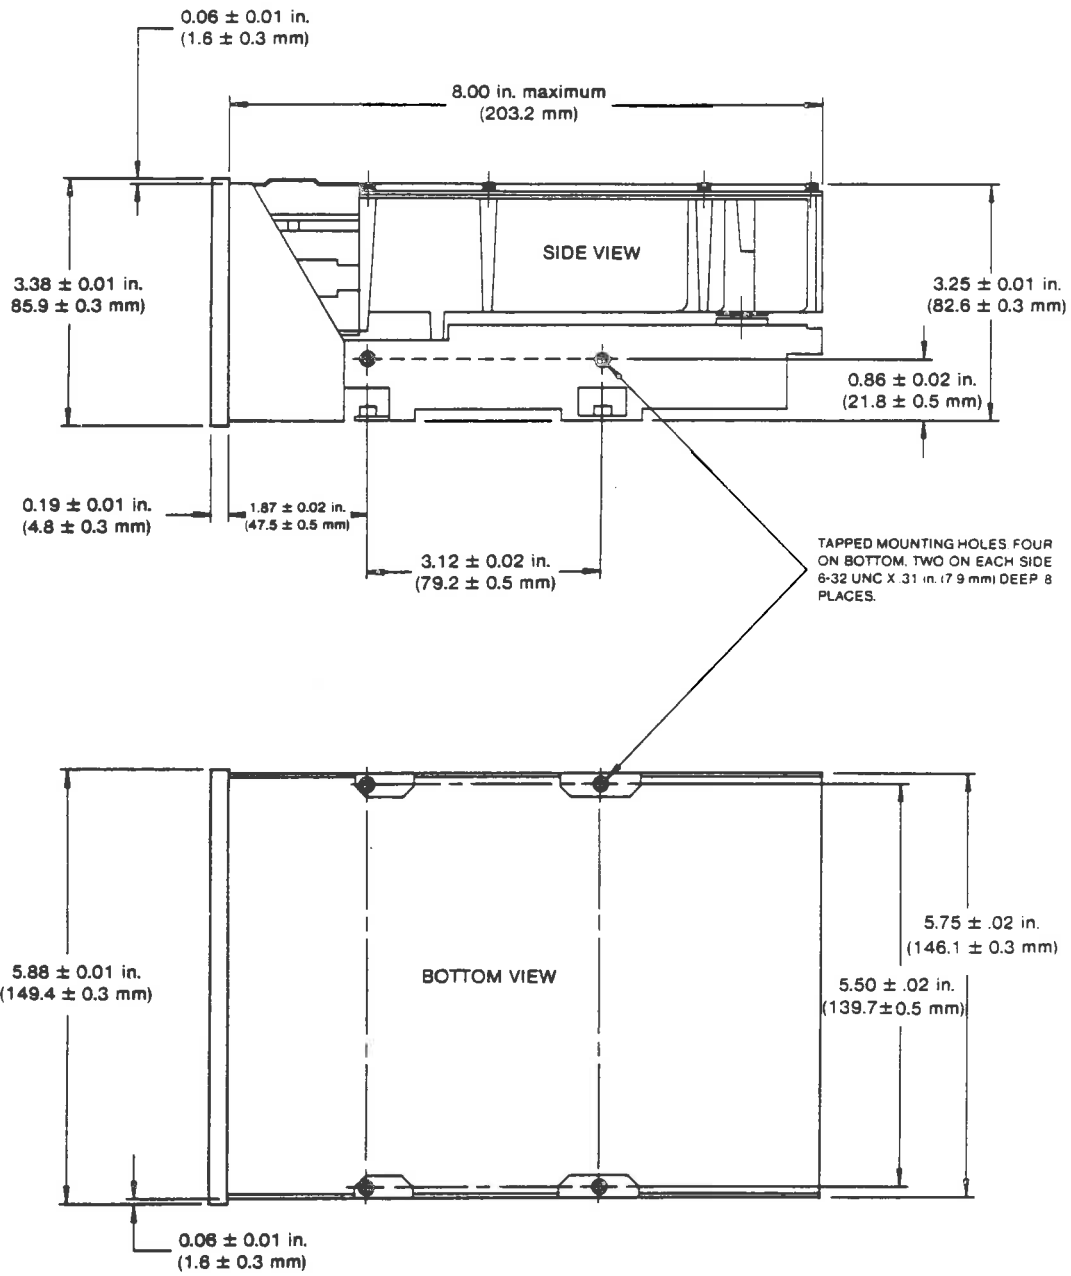 0.06 ± 0.01 in.
(1.6 ± 0.3 mm)
8.00 in. maximum
(203.2 mm)
SIDE VIEW
3.38 ± 0.01 in.
85.9 ± 0.3 mm)
3.25 ± 0.01 in.
(82.6 ± 0.3 mm)
0.86 ± 0.02 in.
(21.8 ± 0.5 mm)
0.19 ± 0.01 in.
(4.8 ± 0.3 mm)
1.87 ± 0.02 in.
(47.5 ± 0.5 mm)
3.12 ± 0.02 in.
(79.2 ± 0.5 mm)
TAPPED MOUNTING HOLES. FOUR
ON BOTTOM. TWO ON EACH SIDE
6-32 UNC X .31 in. (7.9 mm) DEEP 8
PLACES.
5.88 ± 0.01 in.
(149.4 ± 0.3 mm)
BOTTOM VIEW
5.75 ± .02 in.
(146.1 ± 0.3 mm)
5.50 ± .02 in.
(139.7±0.5 mm)
0.06 ± 0.01 in.
(1.6 ± 0.3 mm)